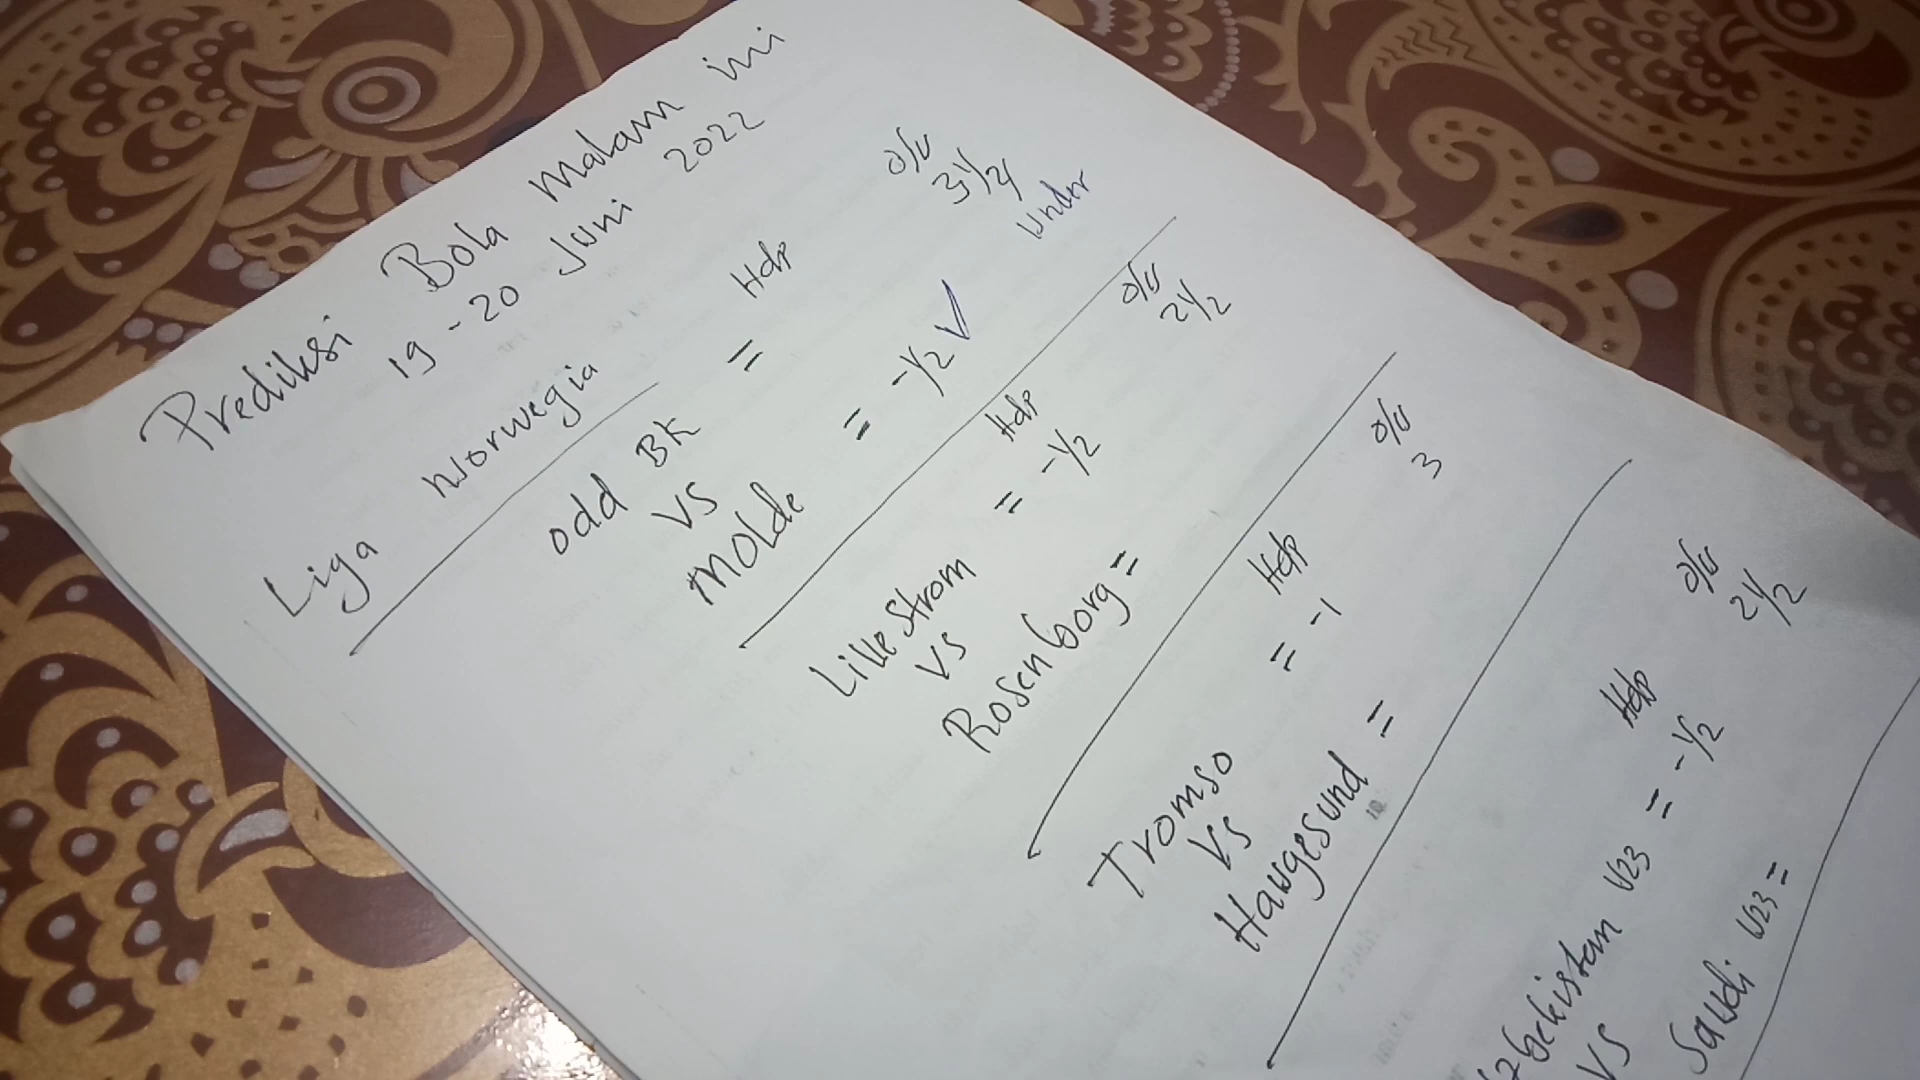 Prediksi Bola Malam ini
19 - 20 Juni 2022
Liga Norwegia
Hdp O/U
odd BK = 3 1/4
vs Under
Molde = -1/2 ✓
Hdp O/U
LilleStrom = -1/2 2 1/2
vs
Rosenborg =
Hdp O/U
Tromso = -1 3
vs
Haugesund =
Hdp O/U
Uzbekistan U23 = -1/2 2 1/2
vs
Saudi U23 =